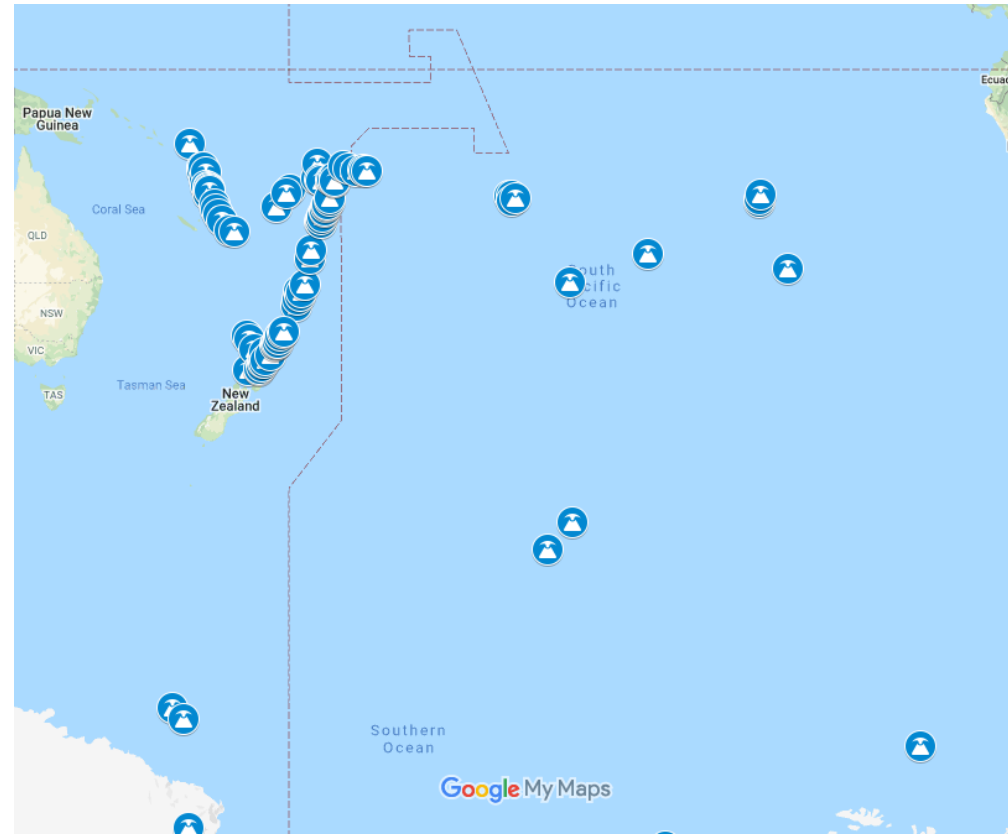 Ecuad
Papua New
Guinea
Coral Sea
QLD
South
Pacific
Ocean
NSW
VIC
Tasman Sea
TAS
New
Zealand
Southern
Ocean
Google My Maps